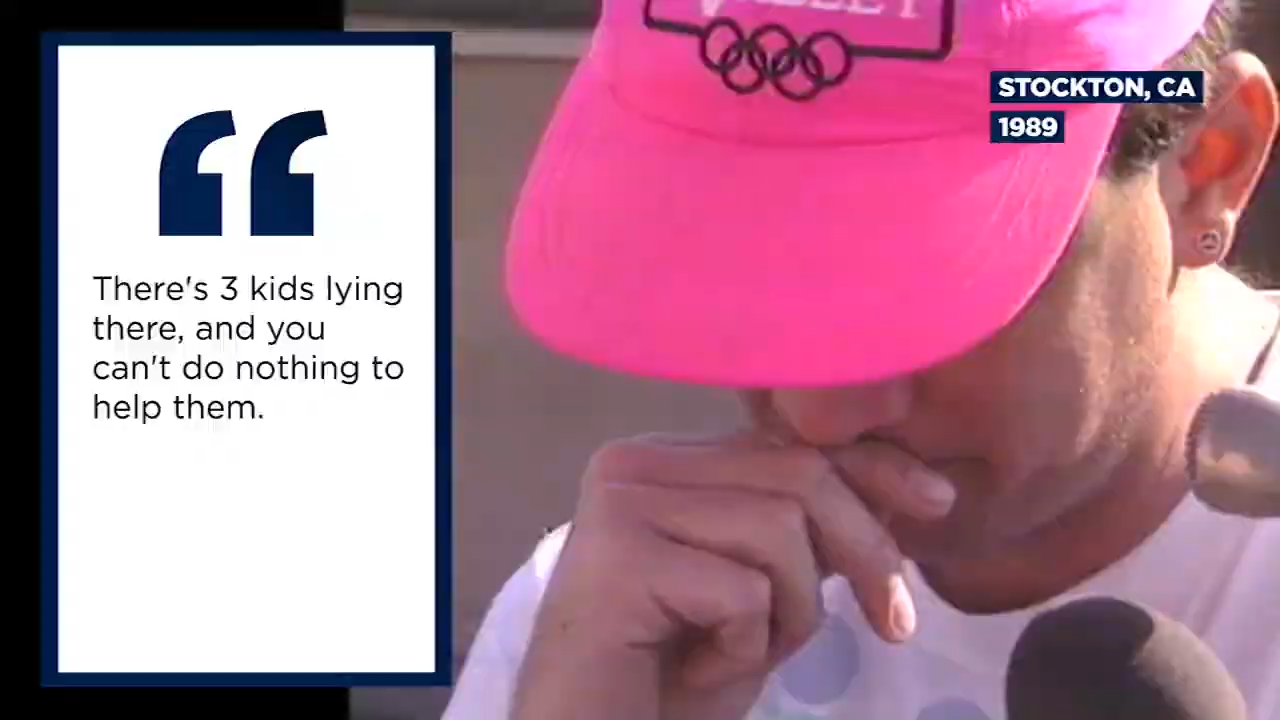 There's 3 kids lying
there, and you
can't do nothing to
help them.
STOCKTON, CA
1989